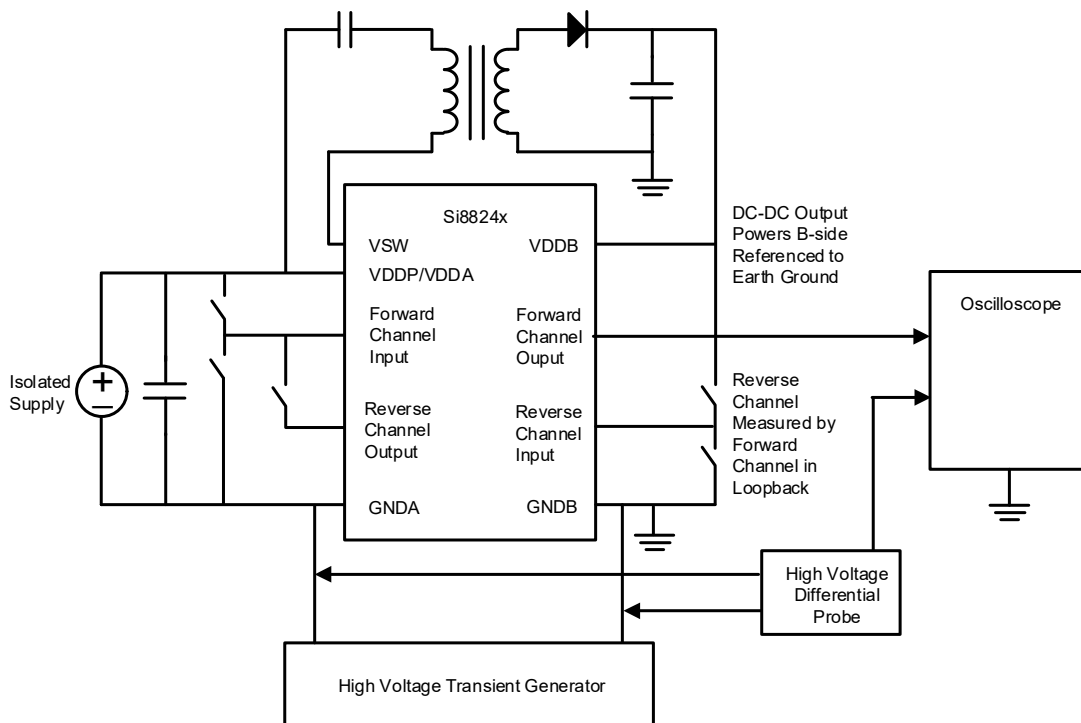 Si8824x
VSW
VDDB
VDDP/VDDA
Forward
Channel
Input
Forward
Channel
Ouput
Reverse
Channel
Output
Reverse
Channel
Input
GNDA
GNDB
Isolated
Supply
+
−
DC-DC Output
Powers B-side
Referenced to
Earth Ground
Oscilloscope
Reverse
Channel
Measured by
Forward
Channel in
Loopback
High Voltage
Differential
Probe
High Voltage Transient Generator